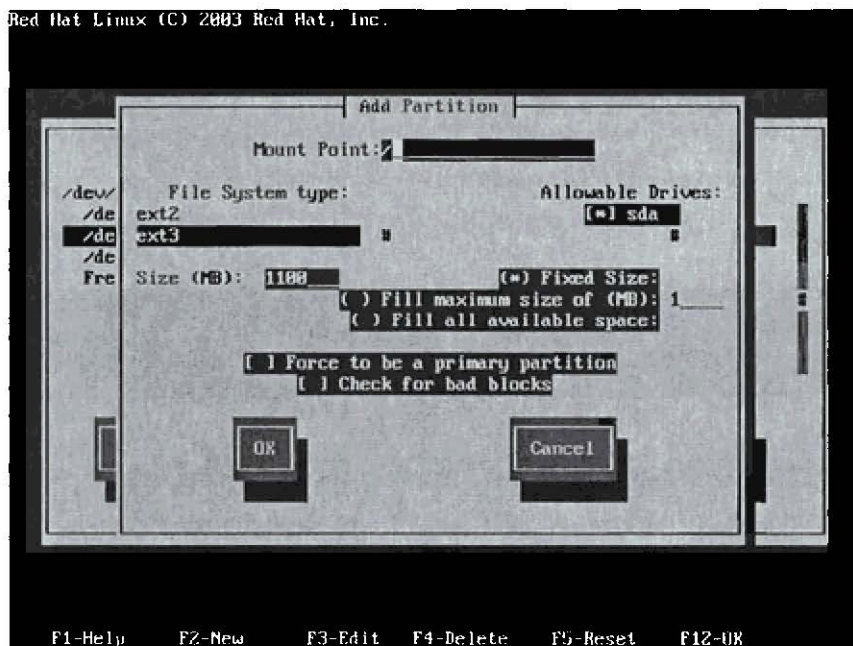 Red Hat Linux (C) 2003 Red Hat, Inc.
Add Partition
Mount Point:/
/dev/ File System type: Allowable Drives:
/de ext2 [*] sda
/de ext3 # #
/de
Fre Size (MB): 1100 (*) Fixed Size:
( ) Fill maximum size of (MB): 1 #
( ) Fill all available space:
[ ] Force to be a primary partition
[ ] Check for bad blocks
OK Cancel
F1-Help F2-New F3-Edit F4-Delete F5-Reset F12-OK